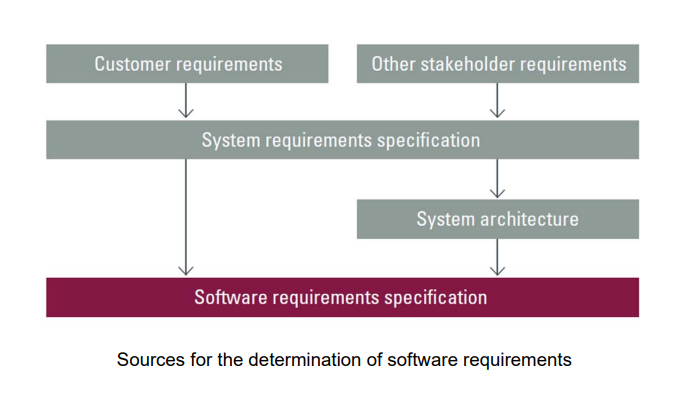 Customer requirements
Other stakeholder requirements
System requirements specification
System architecture
Software requirements specification
Sources for the determination of software requirements